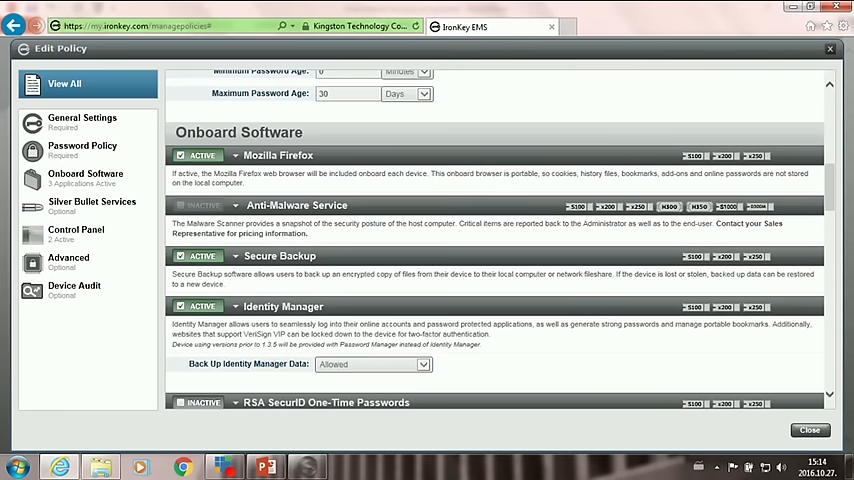 https://my.ironkey.com/managepolicies#
Kingston Technology Co...
IronKey EMS
Edit Policy
View All
General Settings
Required
Password Policy
Required
Onboard Software
3 Applications Active
Silver Bullet Services
Optional
Control Panel
2 Active
Advanced
Optional
Device Audit
Optional
Minimum Password Age: 0 Minutes
Maximum Password Age: 30 Days
Onboard Software
ACTIVE Mozilla Firefox S100 x200 x250
If active, the Mozilla Firefox web browser will be included onboard each device. This onboard browser is portable, so cookies, history files, bookmarks, add-ons and online passwords are not stored
on the local computer.
INACTIVE Anti-Malware Service S100 x200 x250 H300 H350 S1000
The Malware Scanner provides a snapshot of the security posture of the host computer. Critical items are reported back to the Administrator as well as to the end-user. Contact your Sales
Representative for pricing information.
ACTIVE Secure Backup S100 x200 x250
Secure Backup software allows users to back up an encrypted copy of files from their device to their local computer or network fileshare. If the device is lost or stolen, backed up data can be restored
to a new device.
ACTIVE Identity Manager S100 x200 x250
Identity Manager allows users to seamlessly log into their online accounts and password protected applications, as well as generate strong passwords and manage portable bookmarks. Additionally,
websites that support VeriSign VIP can be locked down to the device for two-factor authentication.
Device using versions prior to 1.3.5 will be provided with Password Manager instead of Identity Manager.
Back Up Identity Manager Data: Allowed
INACTIVE RSA SecurID One-Time Passwords S100 x200 x250
Close
15:14
2016.10.27.